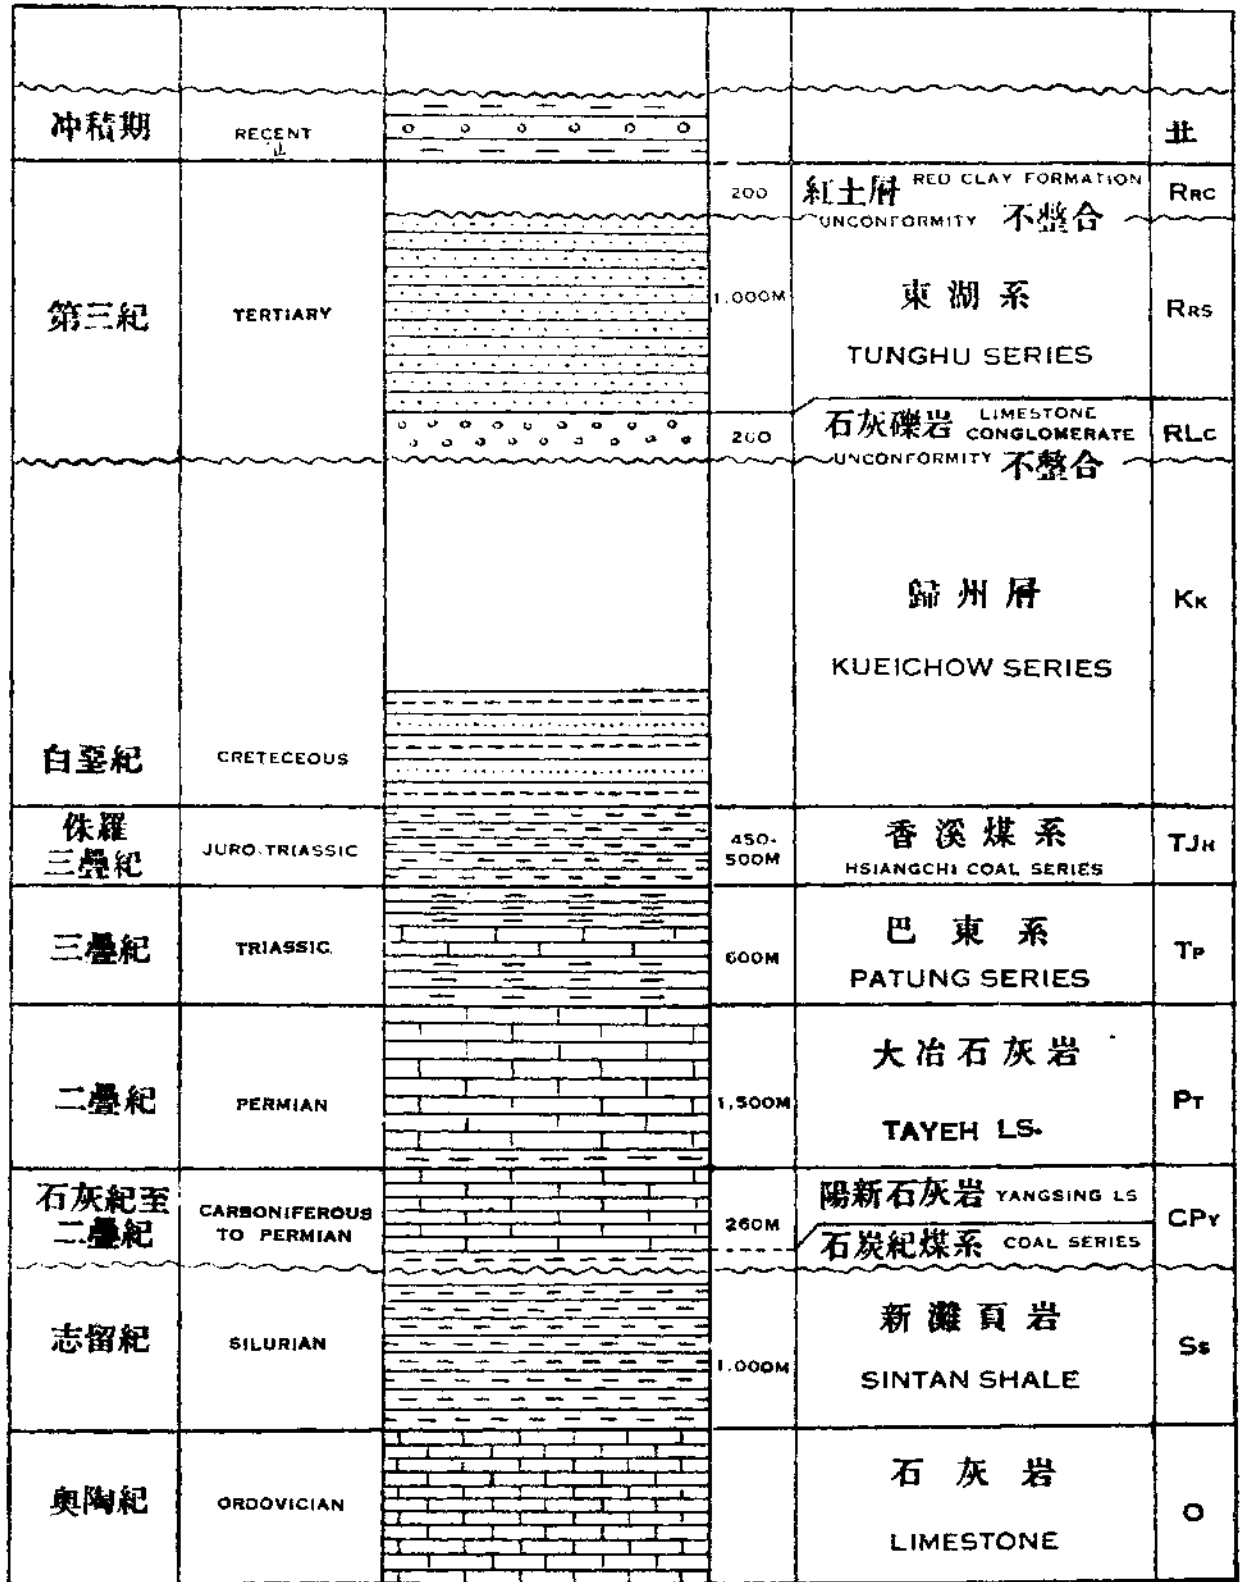 冲積期 RECENT
200 紅土層 RED CLAY FORMATION RRC
UNCONFORMITY 不整合
第三紀 TERTIARY 1,000M 東湖系 RRS
TUNGHU SERIES
200 石灰礫岩 LIMESTONE CONGLOMERATE RLC
UNCONFORMITY 不整合
歸州層 KK
KUEICHOW SERIES
白堊紀 CRETECEOUS
侏羅
三疊紀 JURO-TRIASSIC 450-
500M 香溪煤系 TJH
HSIANGCHI COAL SERIES
三疊紀 TRIASSIC. 600M 巴東系 TP
PATUNG SERIES
二疊紀 PERMIAN 1,500M 大冶石灰岩 PT
TAYEH LS.
石灰紀至
二疊紀 CARBONIFEROUS
TO PERMIAN 260M 陽新石灰岩 YANGSING LS CPY
石炭紀煤系 COAL SERIES
志留紀 SILURIAN 1.000M 新灘頁岩 SS
SINTAN SHALE
奧陶紀 ORDOVICIAN 石灰岩 O
LIMESTONE